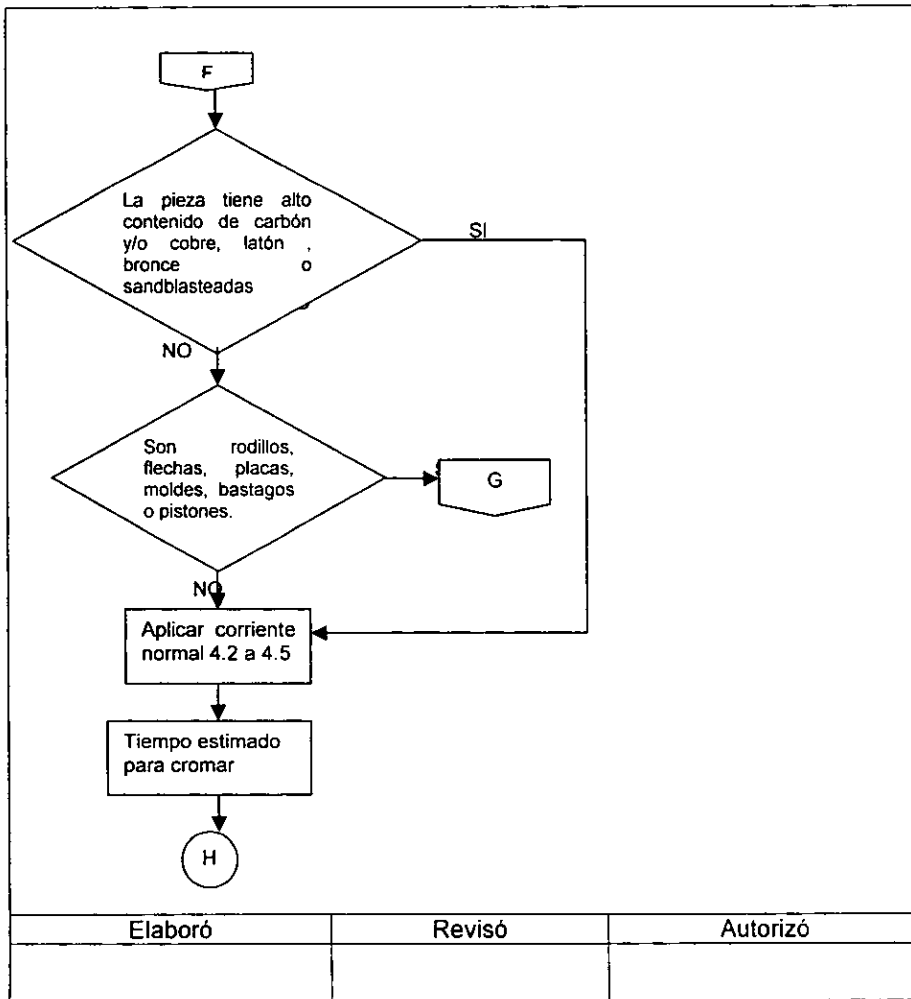 F
La pieza tiene alto
contenido de carbón
y/o cobre, latón ,
bronce o
sandblasteadas
SI
NO
Son rodillos,
flechas, placas,
moldes, bastagos
o pistones.
G
NO
Aplicar corriente
normal 4.2 a 4.5
Tiempo estimado
para cromar
H
Elaboró Revisó Autorizó